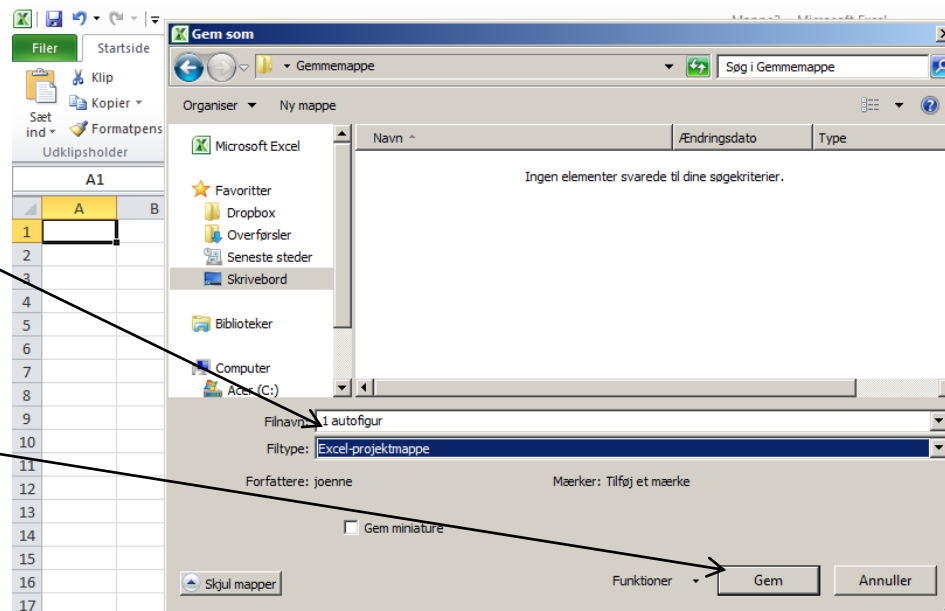 Mappe2 - Microsoft Excel
Gem som
Filer Startside
Gemmemappe
Søg i Gemmemappe
Klip
Kopier
Formatpens
Sæt
ind
Udklipsholder
Organiser Ny mappe
Microsoft Excel
Navn Ændringsdato Type
Ingen elementer svarede til dine søgekriterier.
A1
Favoritter
Dropbox
Overførsler
Seneste steder
Skrivebord
Biblioteker
Computer
Acer (C:)
A B
1
2
3
4
5
6
7
8
9
10
11
12
13
14
15
16
17
Filnavn: 1 autofigur
Filtype: Excel-projektmappe
Forfattere: joenne Mærker: Tilføj et mærke
Gem miniature
Skjul mapper Funktioner Gem Annuller